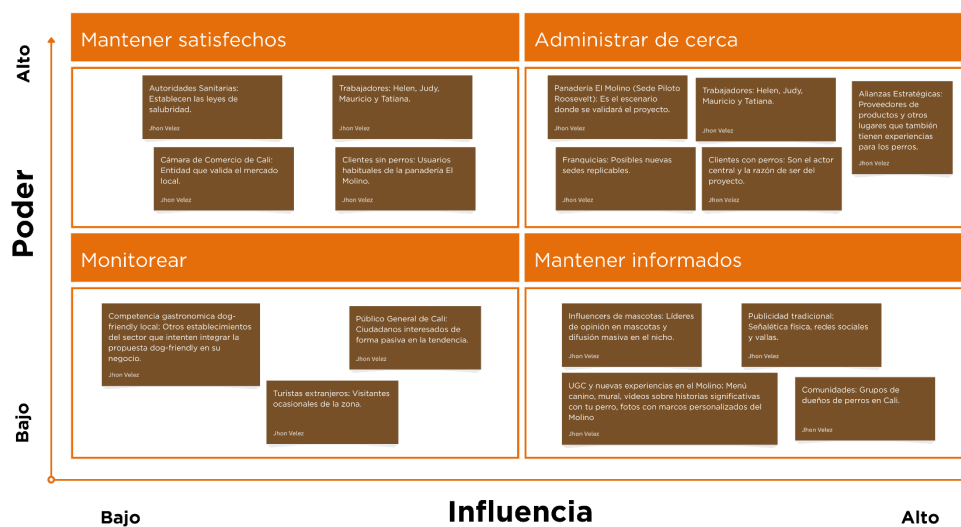 Mantener satisfechos
Administrar de cerca
Alto
Autoridades Sanitarias:
Establecen las leyes de
salubridad.
Jhon Velez
Trabajadores: Helen, Judy,
Mauricio y Tatiana.
Jhon Velez
Cámara de Comercio de Cali:
Entidad que valida el mercado
local.
Jhon Velez
Clientes sin perros: Usuarios
habituales de la panadería El
Molino.
Jhon Velez
Panadería El Molino (Sede Piloto
Roosevelt): Es el escenario
donde se validará el proyecto.
Jhon Velez
Trabajadores: Helen, Judy,
Mauricio y Tatiana.
Jhon Velez
Alianzas Estratégicas:
Proveedores de
productos y otros
lugares que también
tienen experiencias
para los perros.
Jhon Velez
Franquicias: Posibles nuevas
sedes replicables.
Jhon Velez
Clientes con perros: Son el actor
central y la razón de ser del
proyecto.
Jhon Velez
Poder
Monitorear
Mantener informados
Competencia gastronomica dog-
friendly local: Otros establecimientos
del sector que intenten integrar la
propuesta dog-friendly en su
negocio.
Jhon Velez
Público General de Cali:
Ciudadanos interesados de
forma pasiva en la tendencia.
Jhon Velez
Turistas extranjeros: Visitantes
ocasionales de la zona.
Jhon Velez
Influencers de mascotas: Líderes
de opinión en mascotas y
difusión masiva en el nicho.
Jhon Velez
Publicidad tradicional:
Señalética física, redes sociales
y vallas.
Jhon Velez
UGC y nuevas experiencias en el Molino; Menú
canino, mural, vídeos sobre historias significativas
con tu perro, fotos con marcos personalizados del
Molino
Jhon Velez
Comunidades: Grupos de
dueños de perros en Cali.
Jhon Velez
Bajo
Bajo
Influencia
Alto